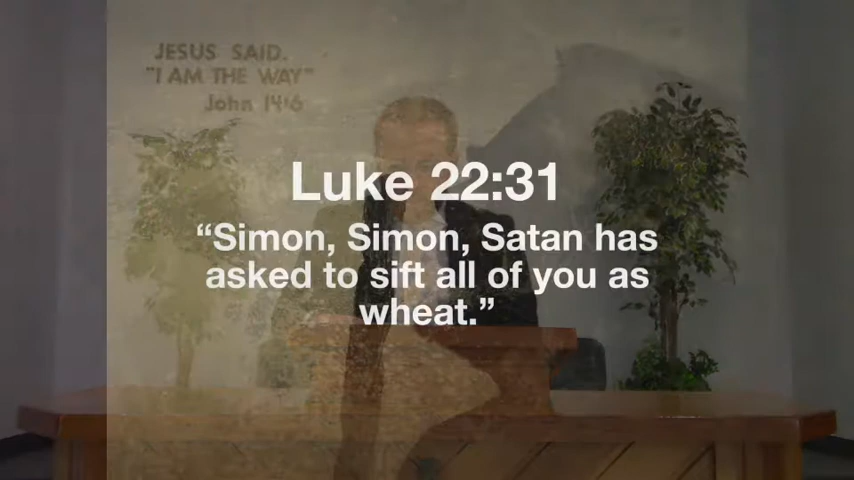 JESUS SAID.
"I AM THE WAY"
John 14:6
Luke 22:31
“Simon, Simon, Satan has
asked to sift all of you as
wheat.”